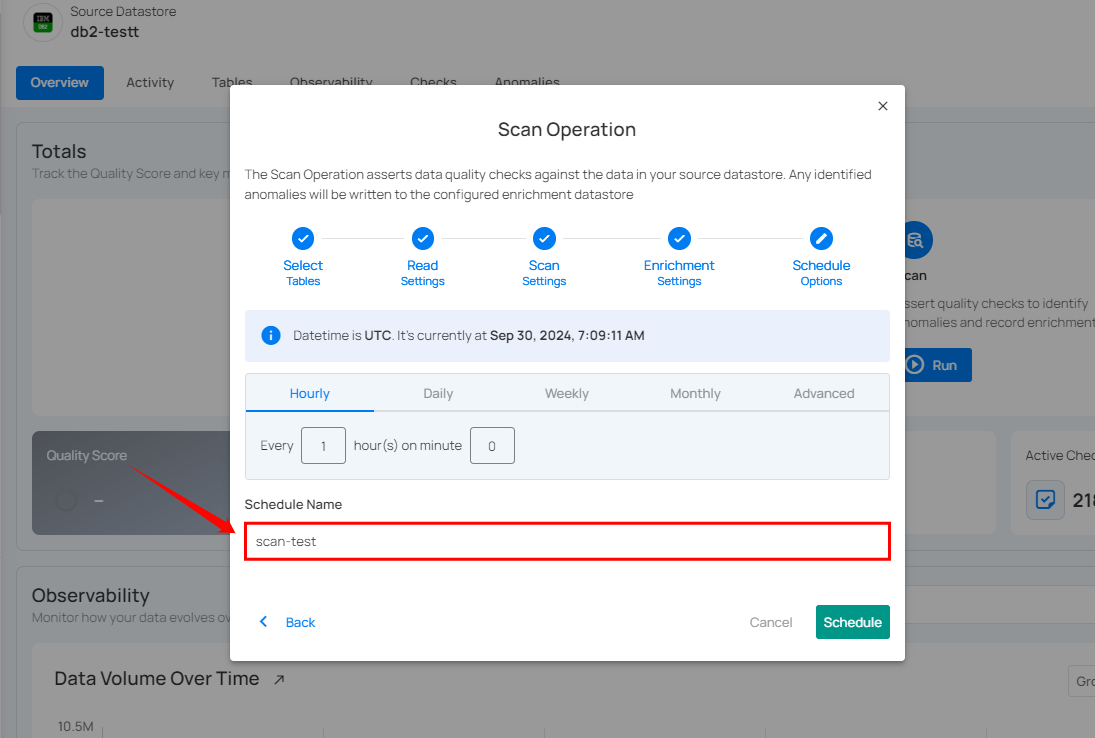 Source Datastore
db2-testt
IBM
DB2
Overview
Activity
Tables
Observability
Checks
Anomalies
Totals
Track the Quality Score and key
Scan Operation
The Scan Operation asserts data quality checks against the data in your source datastore. Any identified
anomalies will be written to the configured enrichment datastore
Select
Tables
Read
Settings
Scan
Settings
Enrichment
Settings
Schedule
Options
Datetime is UTC. It's currently at Sep 30, 2024, 7:09:11 AM
Hourly
Daily
Weekly
Monthly
Advanced
Every 1 hour(s) on minute 0
Schedule Name
scan-test
Back
Cancel
Schedule
can
ssert quality checks to identify
nomalies and record enrichment
Run
Quality Score
–
Active Chec
218
Observability
Monitor how your data evolves ov
Data Volume Over Time
Gro
10.5M